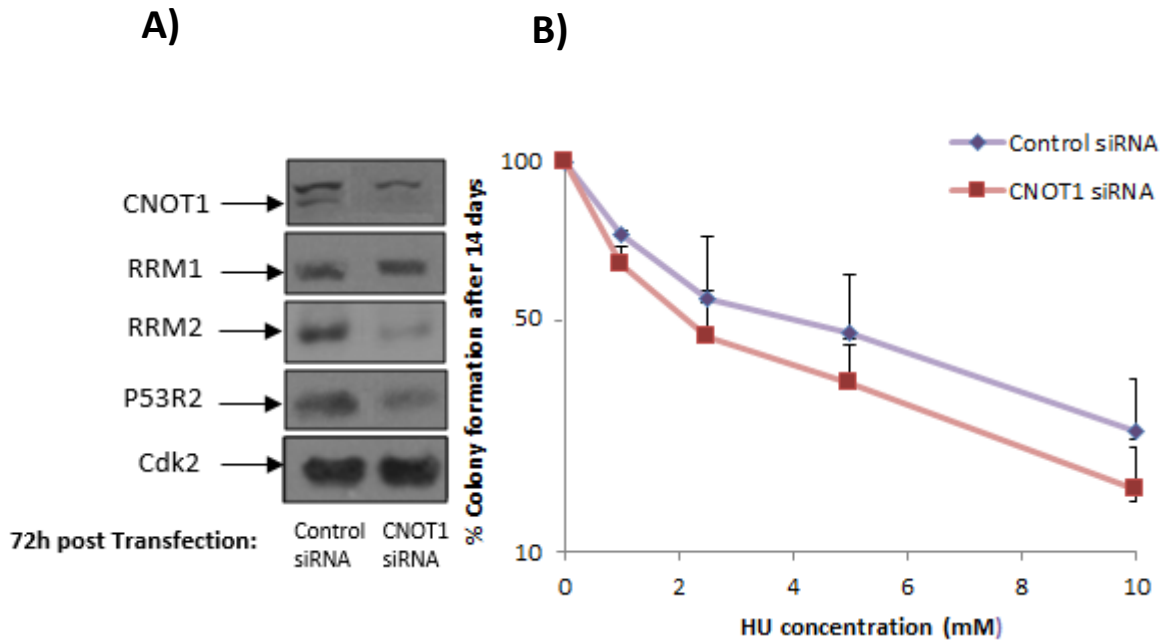 A)
B)
CNOT1
RRM1
RRM2
P53R2
Cdk2
72h post Transfection:
Control siRNA
CNOT1 siRNA
% Colony formation after 14 days
100
50
10
0
2
4
6
8
10
HU concentration (mM)
Control siRNA
CNOT1 siRNA